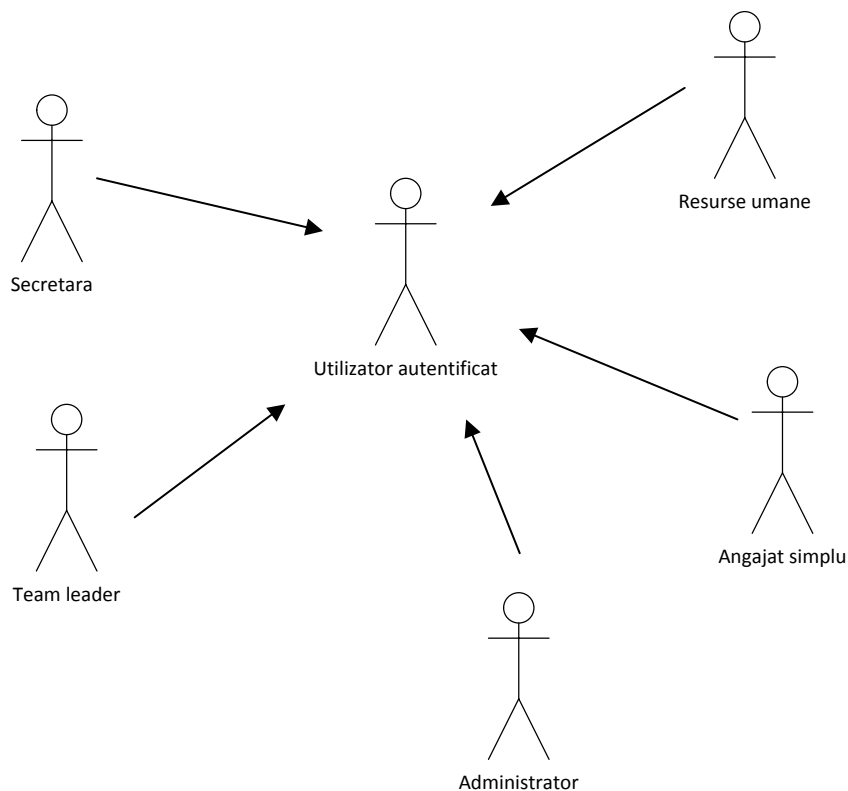 Resurse umane
Secretara
Utilizator autentificat
Angajat simplu
Team leader
Administrator